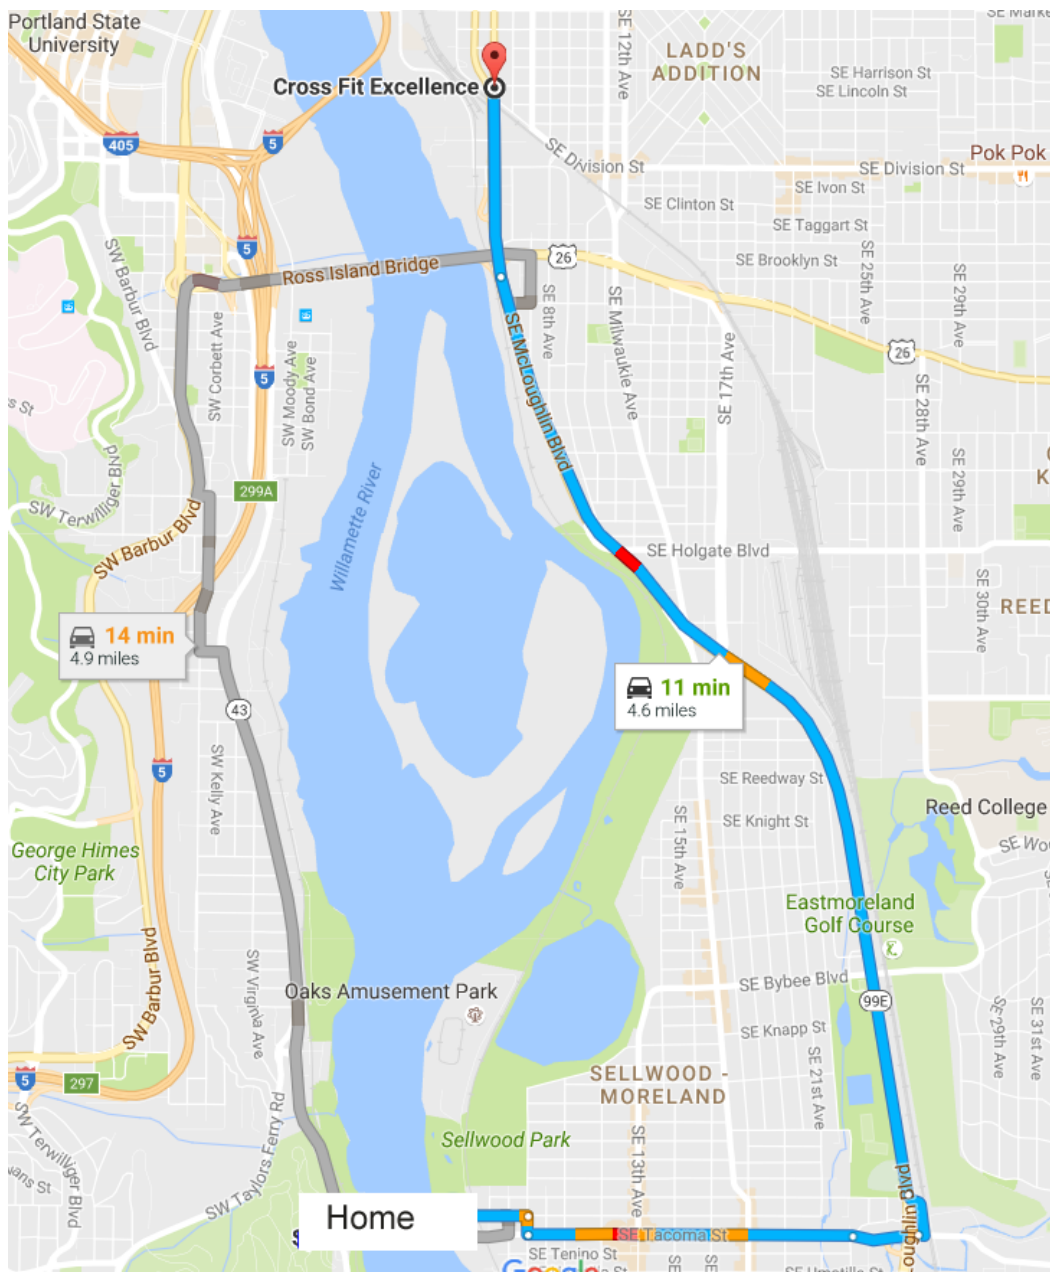 Portland State
University
SE 12th Ave
LADD'S
ADDITION
SE Harrison St
SE Lincoln St
Cross Fit Excellence
405
5
SE Division St
SE Division St
Pok Pok
SE Ivon St
SE Clinton St
SE Taggart St
SE Brooklyn St
5
Ross Island Bridge
26
SW Barbur Blvd
SE 8th Ave
SE Milwaukie Ave
SE 17th Ave
SE 25th Ave
SE 29th Ave
26
SW Corbett Ave
SW Moody Ave
SW Bond Ave
5
SE McLoughlin Blvd
SE 28th Ave
SE 29th Ave
SW Terwilliger Blvd
299A
SW Barbur Blvd
Willamette River
SE Holgate Blvd
SE 30th Ave
REED
14 min
4.9 miles
11 min
4.6 miles
43
5
SW Kelly Ave
SE Reedway St
SE Knight St
SE 15th Ave
Reed College
George Himes
City Park
Eastmoreland
Golf Course
SW Barbur Blvd
SW Virginia Ave
Oaks Amusement Park
SE Bybee Blvd
99E
SE Knapp St
SE 29th Ave
SE 31st Ave
SE 21st Ave
5
297
SELLWOOD -
MORELAND
SW Terwilliger Blvd
SW Taylors Ferry Rd
Sellwood Park
SE 13th Ave
Home
SE Tacoma St
SE Tenino St
Google